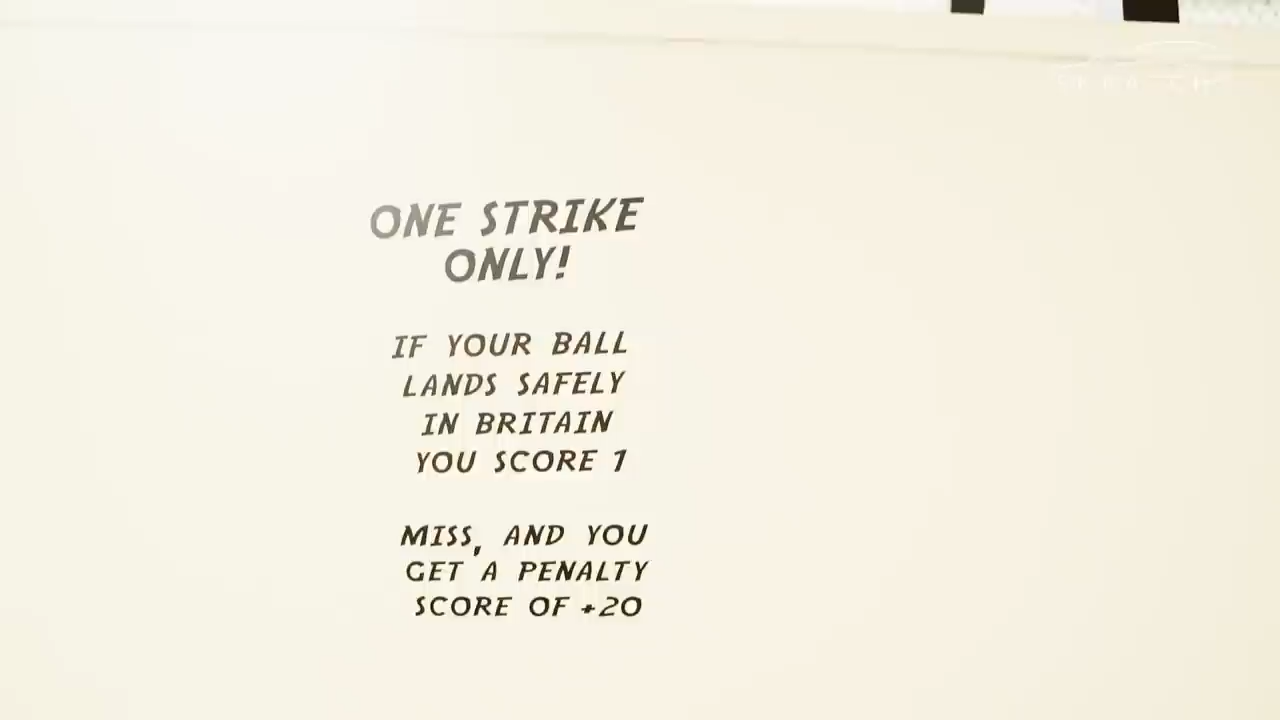 ONE STRIKE
ONLY!
IF YOUR BALL
LANDS SAFELY
IN BRITAIN
YOU SCORE 1
MISS, AND YOU
GET A PENALTY
SCORE OF +20